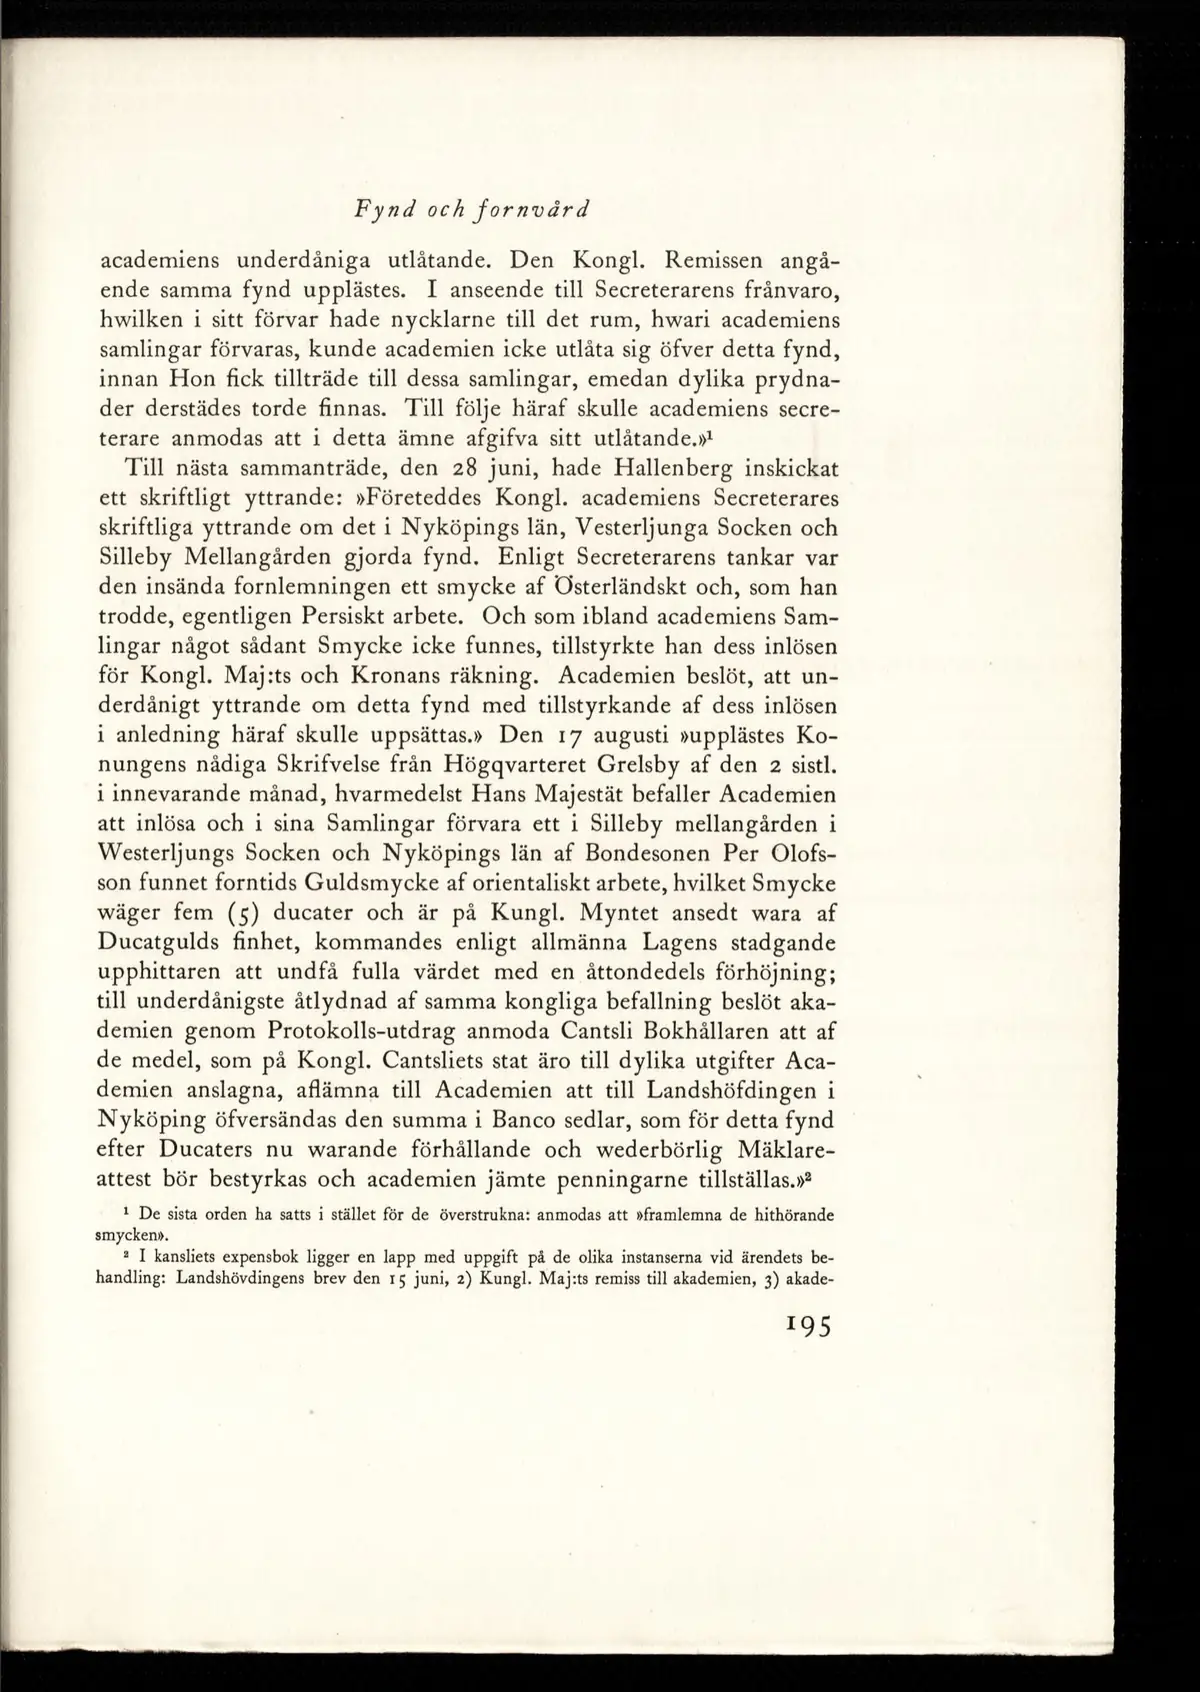 Fynd och fornvård
academiens underdåniga utlåtande. Den Kongl. Remissen angå-
ende samma fynd upplästes. I anseende till Secreterarens frånvaro,
hwilken i sitt förvar hade nycklarne till det rum, hwari academiens
samlingar förvaras, kunde academien icke utlåta sig öfver detta fynd,
innan Hon fick tillträde till dessa samlingar, emedan dylika prydna-
der derstädes torde finnas. Till följe häraf skulle academiens secre-
terare anmodas att i detta ämne afgifva sitt utlåtande.»¹
Till nästa sammanträde, den 28 juni, hade Hallenberg inskickat
ett skriftligt yttrande: »Företeddes Kongl. academiens Secreterares
skriftliga yttrande om det i Nyköpings län, Vesterljunga Socken och
Silleby Mellangården gjorda fynd. Enligt Secreterarens tankar var
den insända fornlemningen ett smycke af Österländskt och, som han
trodde, egentligen Persiskt arbete. Och som ibland academiens Sam-
lingar något sådant Smycke icke funnes, tillstyrkte han dess inlösen
för Kongl. Maj:ts och Kronans räkning. Academien beslöt, att un-
derdånigt yttrande om detta fynd med tillstyrkande af dess inlösen
i anledning häraf skulle uppsättas.» Den 17 augusti »upplästes Ko-
nungens nådiga Skrifvelse från Högqvarteret Grelsby af den 2 sistl.
i innevarande månad, hvarmedelst Hans Majestät befaller Academien
att inlösa och i sina Samlingar förvara ett i Silleby mellangården i
Westerljungs Socken och Nyköpings län af Bondesonen Per Olofs-
son funnet forntids Guldsmycke af orientaliskt arbete, hvilket Smycke
wäger fem (5) ducater och är på Kungl. Myntet ansedt wara af
Ducatgulds finhet, kommandes enligt allmänna Lagens stadgande
upphittaren att undfå fulla värdet med en åttondedels förhöjning;
till underdånigste åtlydnad af samma kongliga befallning beslöt aka-
demien genom Protokolls-utdrag anmoda Cantsli Bokhållaren att af
de medel, som på Kongl. Cantsliets stat äro till dylika utgifter Aca-
demien anslagna, aflämna till Academien att till Landshöfdingen i
Nyköping öfversändas den summa i Banco sedlar, som för detta fynd
efter Ducaters nu warande förhållande och wederbörlig Mäklare-
attest bör bestyrkas och academien jämte penningarne tillställas.»²
¹ De sista orden ha satts i stället för de överstrukna: anmodas att »framlemna de hithörande
smycken».
² I kansliets expensbok ligger en lapp med uppgift på de olika instanserna vid ärendets be-
handling: Landshövdingens brev den 15 juni, 2) Kungl. Maj:ts remiss till akademien, 3) akade-
195